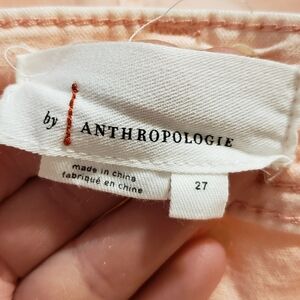 by ANTHROPOLOGIE
made in china
fabriqué en chine
27